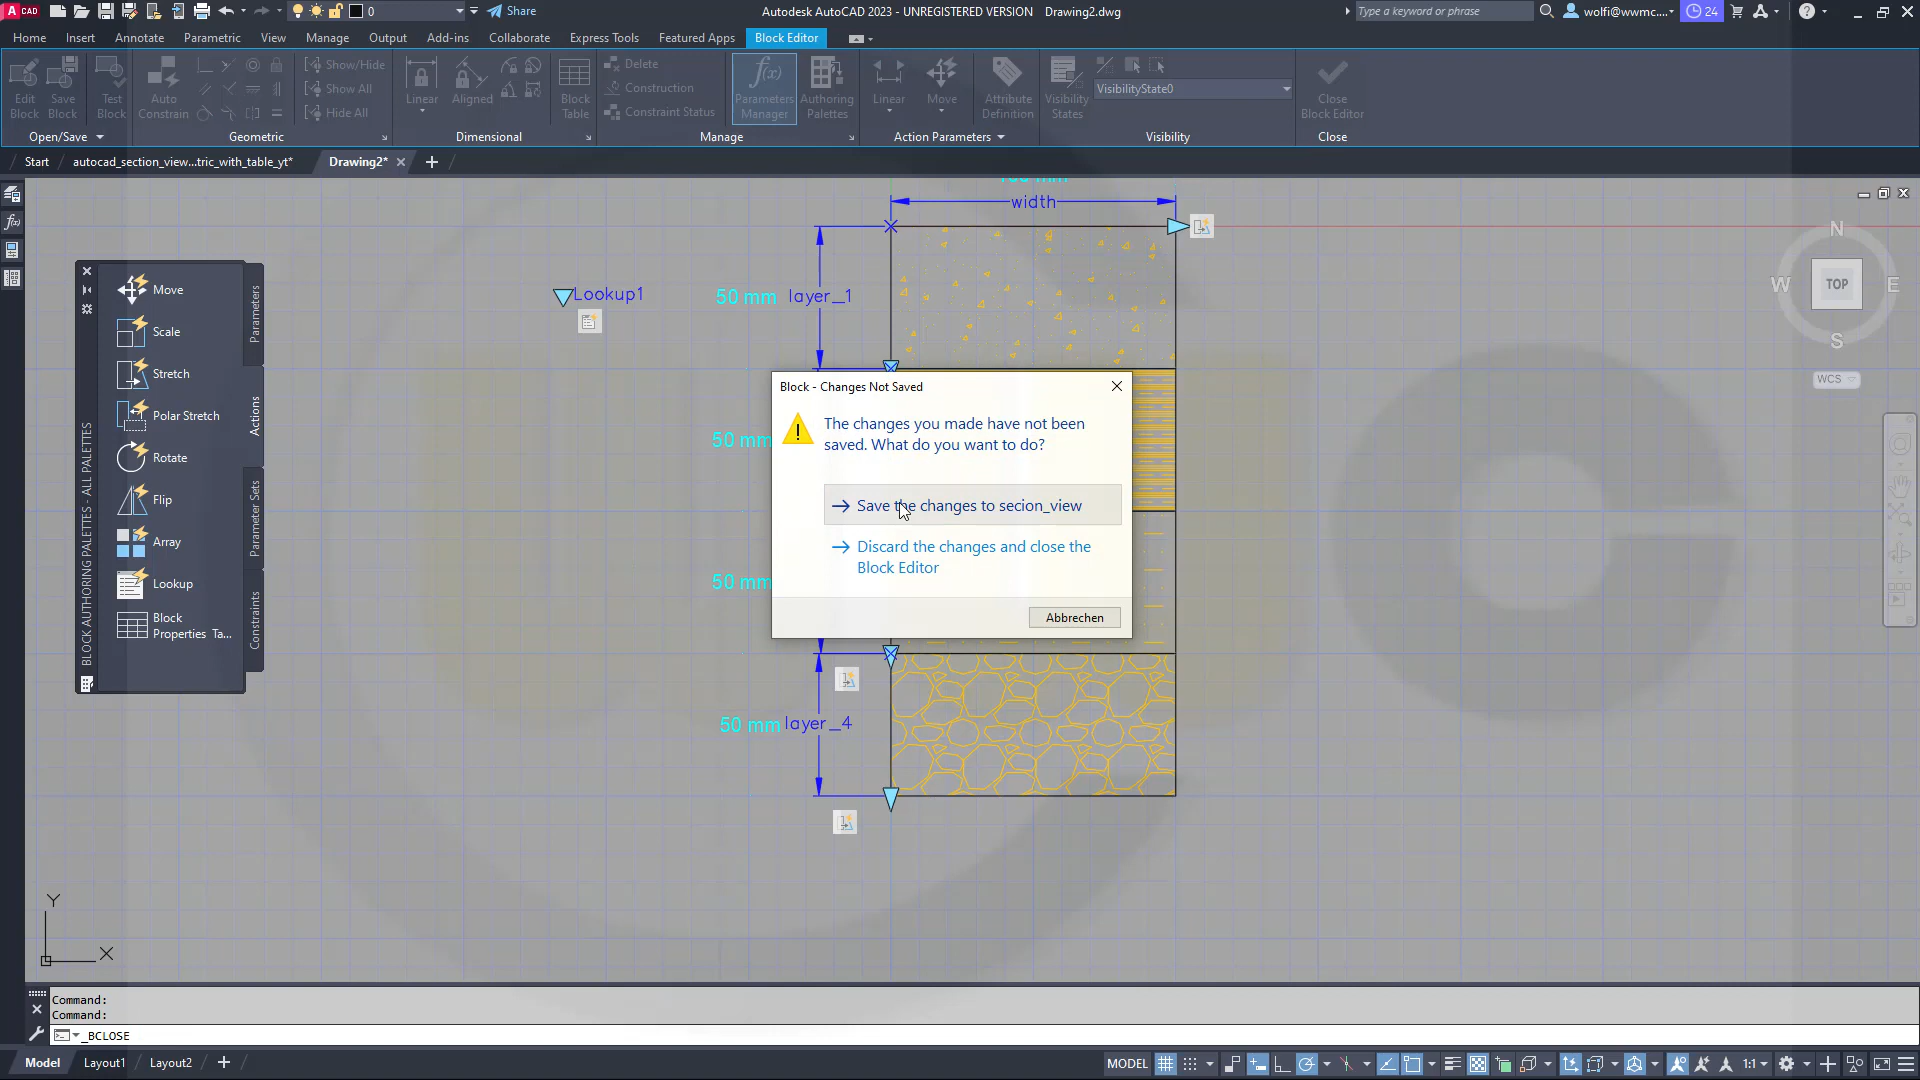 CAD
0
Share
Autodesk AutoCAD 2023 - UNREGISTERED VERSION
Drawing2.dwg
Type a keyword or phrase
wolfi@wwmc....
24
Home
Insert
Annotate
Parametric
View
Manage
Output
Add-ins
Collaborate
Express Tools
Featured Apps
Block Editor
Edit
Block
Save
Block
Test
Block
Auto
Constrain
Show/Hide
Show All
Hide All
Linear
Aligned
Block
Table
Delete
Construction
Constraint Status
Parameters
Manager
Authoring
Palettes
Linear
Move
Attribute
Definition
Visibility
States
VisibilityState0
Close
Block Editor
Open/Save
Geometric
Dimensional
Manage
Action Parameters
Visibility
Close
Start
autocad_section_view...tric_with_table_yt*
Drawing2*
width
Lookup1
50 mm
layer_1
50 mm
50 mm
50 mm
layer_4
Move
Scale
Stretch
Polar Stretch
Rotate
Flip
Array
Lookup
Block
Properties Ta...
Parameters
Actions
Parameter Sets
Constraints
BLOCK AUTHORING PALETTES - ALL PALETTES
Block - Changes Not Saved
The changes you made have not been
saved. What do you want to do?
Save the changes to secion_view
Discard the changes and close the
Block Editor
Abbrechen
N
W
TOP
E
S
WCS
Y
X
Command:
Command:
_BCLOSE
Model
Layout1
Layout2
MODEL
1:1